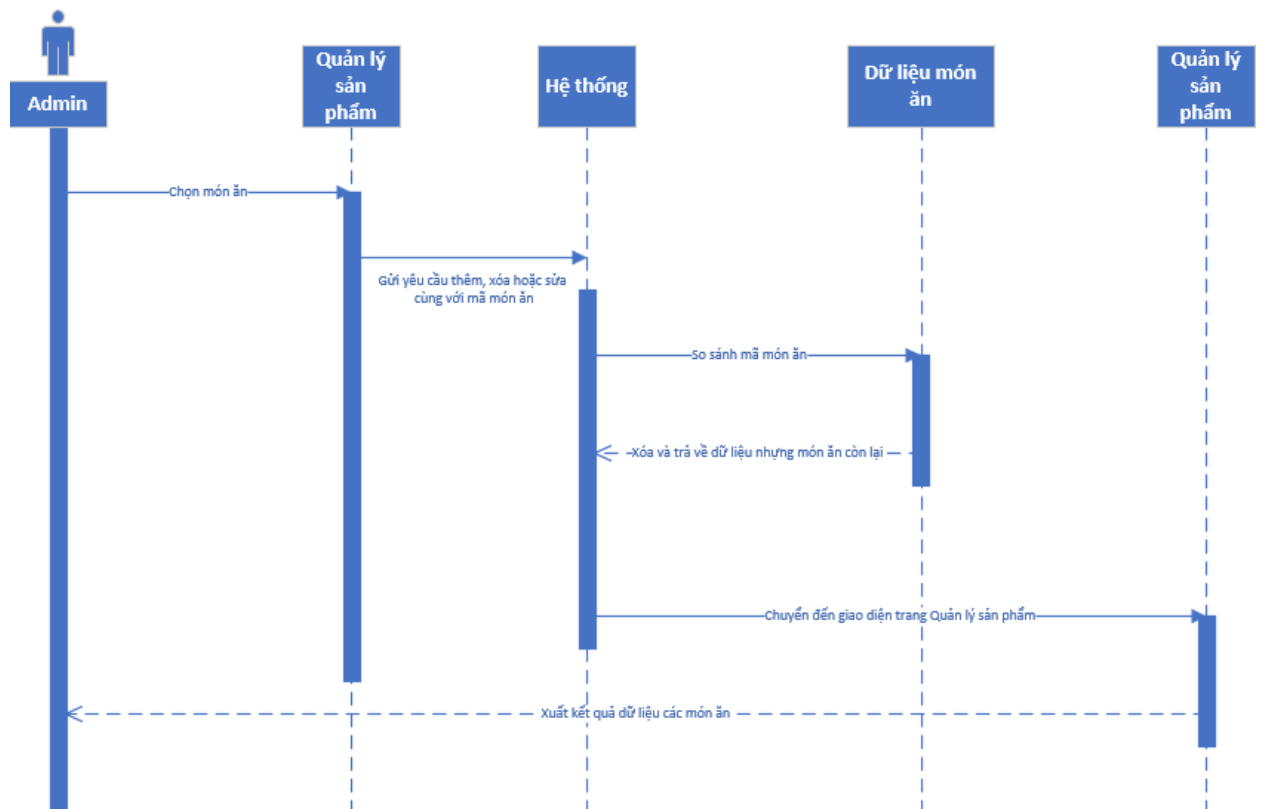 Admin
Quản lý
sản
phẩm
Hệ thống
Dữ liệu món
ăn
Quản lý
sản
phẩm
Chọn món ăn
Gửi yêu cầu thêm, xóa hoặc sửa
cùng với mã món ăn
So sánh mã món ăn
Xóa và trả về dữ liệu nhựng món ăn còn lại
Chuyển đến giao diện trang Quản lý sản phẩm
Xuất kết quả dữ liệu các món ăn